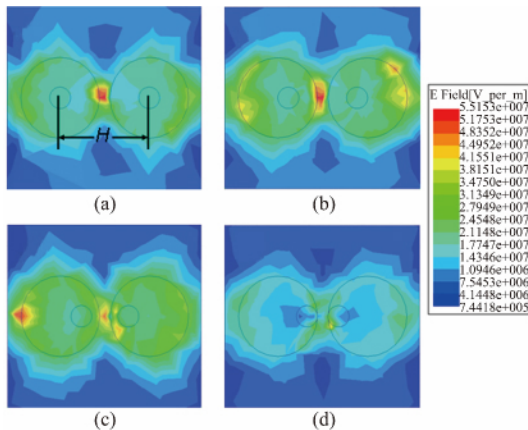 H
(a)
(b)
E Field[V_per_m]
5.5153e+007
5.1753e+007
4.8352e+007
4.4952e+007
4.1551e+007
3.8151e+007
3.4750e+007
3.1349e+007
2.7949e+007
2.4548e+007
2.1148e+007
1.7747e+007
1.4346e+007
1.0946e+006
7.5453e+006
4.1448e+006
7.4418e+005
(c)
(d)